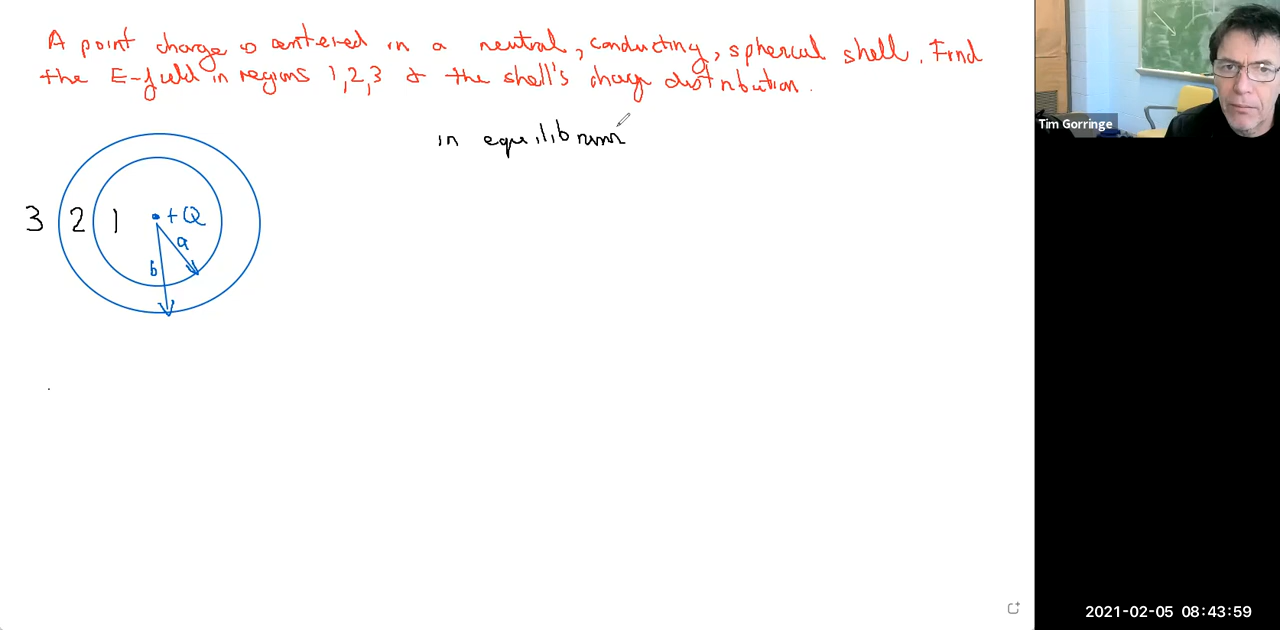 A point charge is centered in a neutral, conducting, spherical shell. Find
the E-field in regions 1,2,3 & the shell's charge distribution.
in equilibrium
3 2 1 +Q
a
b
Tim Gorringe
2021-02-05 08:43:59